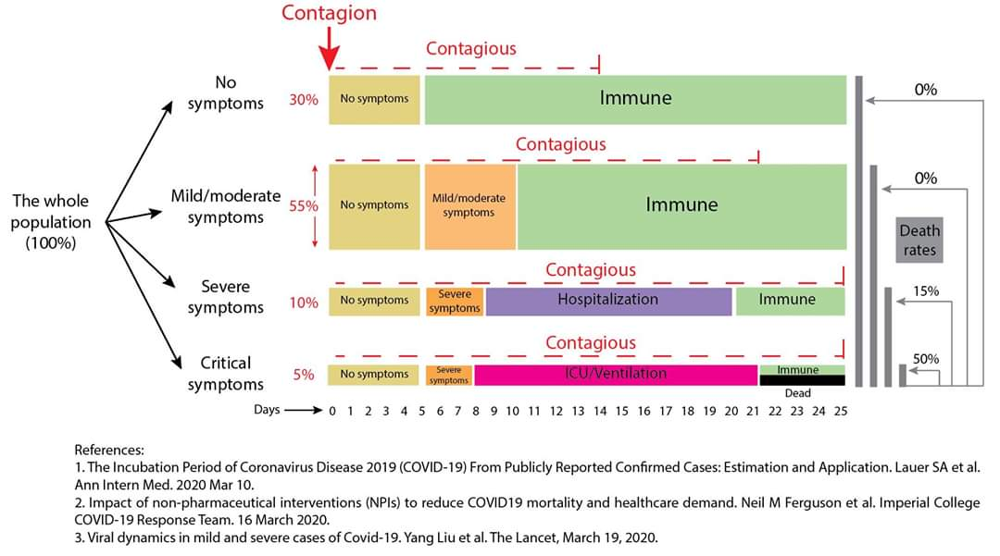 Contagion
Contagious
No
symptoms
30%
No symptoms
Immune
0%
Contagious
The whole
population
(100%)
Mild/moderate
symptoms
55%
No symptoms
Mild/moderate
symptoms
Immune
0%
Death
rates
Contagious
Severe
symptoms
10%
No symptoms
Severe
symptoms
Hospitalization
Immune
15%
Contagious
Critical
symptoms
5%
No symptoms
Severe
symptoms
ICU/Ventilation
Immune
Dead
50%
Days 0 1 2 3 4 5 6 7 8 9 10 11 12 13 14 15 16 17 18 19 20 21 22 23 24 25
References:
1. The Incubation Period of Coronavirus Disease 2019 (COVID-19) From Publicly Reported Confirmed Cases: Estimation and Application. Lauer SA et al.
Ann Intern Med. 2020 Mar 10.
2. Impact of non-pharmaceutical interventions (NPIs) to reduce COVID19 mortality and healthcare demand. Neil M Ferguson et al. Imperial College
COVID-19 Response Team. 16 March 2020.
3. Viral dynamics in mild and severe cases of Covid-19. Yang Liu et al. The Lancet, March 19, 2020.